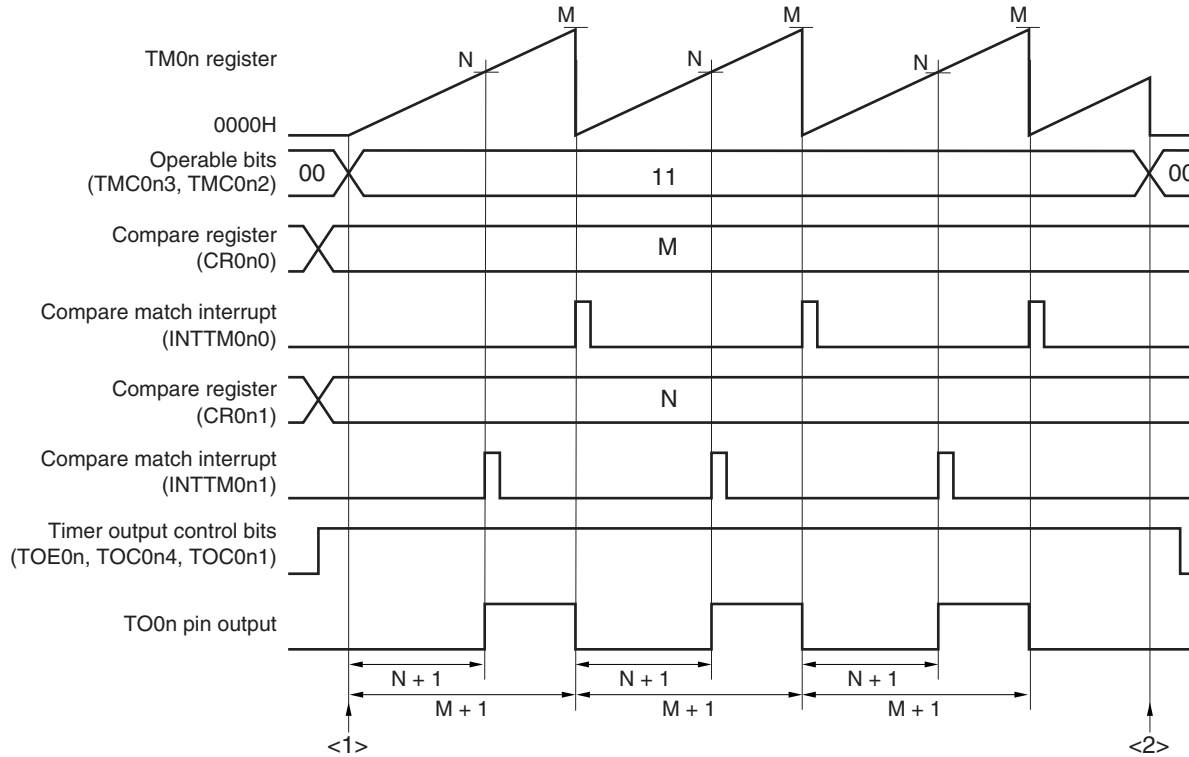 M M M
TM0n register
N N N
0000H
Operable bits
(TMC0n3, TMC0n2)
00 11 00
Compare register
(CR0n0)
M
Compare match interrupt
(INTTM0n0)
Compare register
(CR0n1)
N
Compare match interrupt
(INTTM0n1)
Timer output control bits
(TOE0n, TOC0n4, TOC0n1)
TO0n pin output
N + 1 N + 1 N + 1
M + 1 M + 1 M + 1
<1> <2>